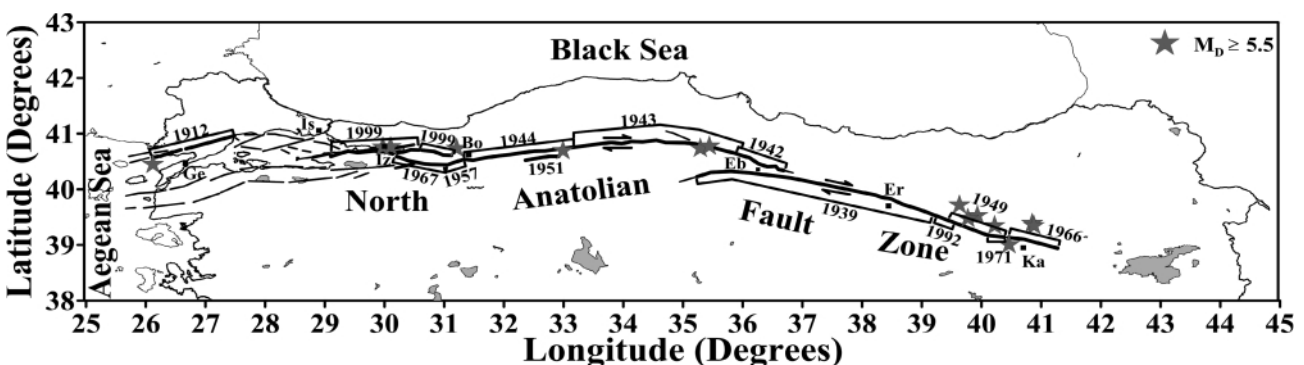 Latitude (Degrees)
43
42
41
40
39
38
Black Sea
M_D ≥ 5.5
Aegean Sea
1912
Ge
Is
1999
1999
Iz
Bo
1967
1957
1944
1951
1943
1942
Eb
1939
Er
1992
1949
1971
1966
Ka
North
Anatolian
Fault
Zone
25 26 27 28 29 30 31 32 33 34 35 36 37 38 39 40 41 42 43 44 45
Longitude (Degrees)